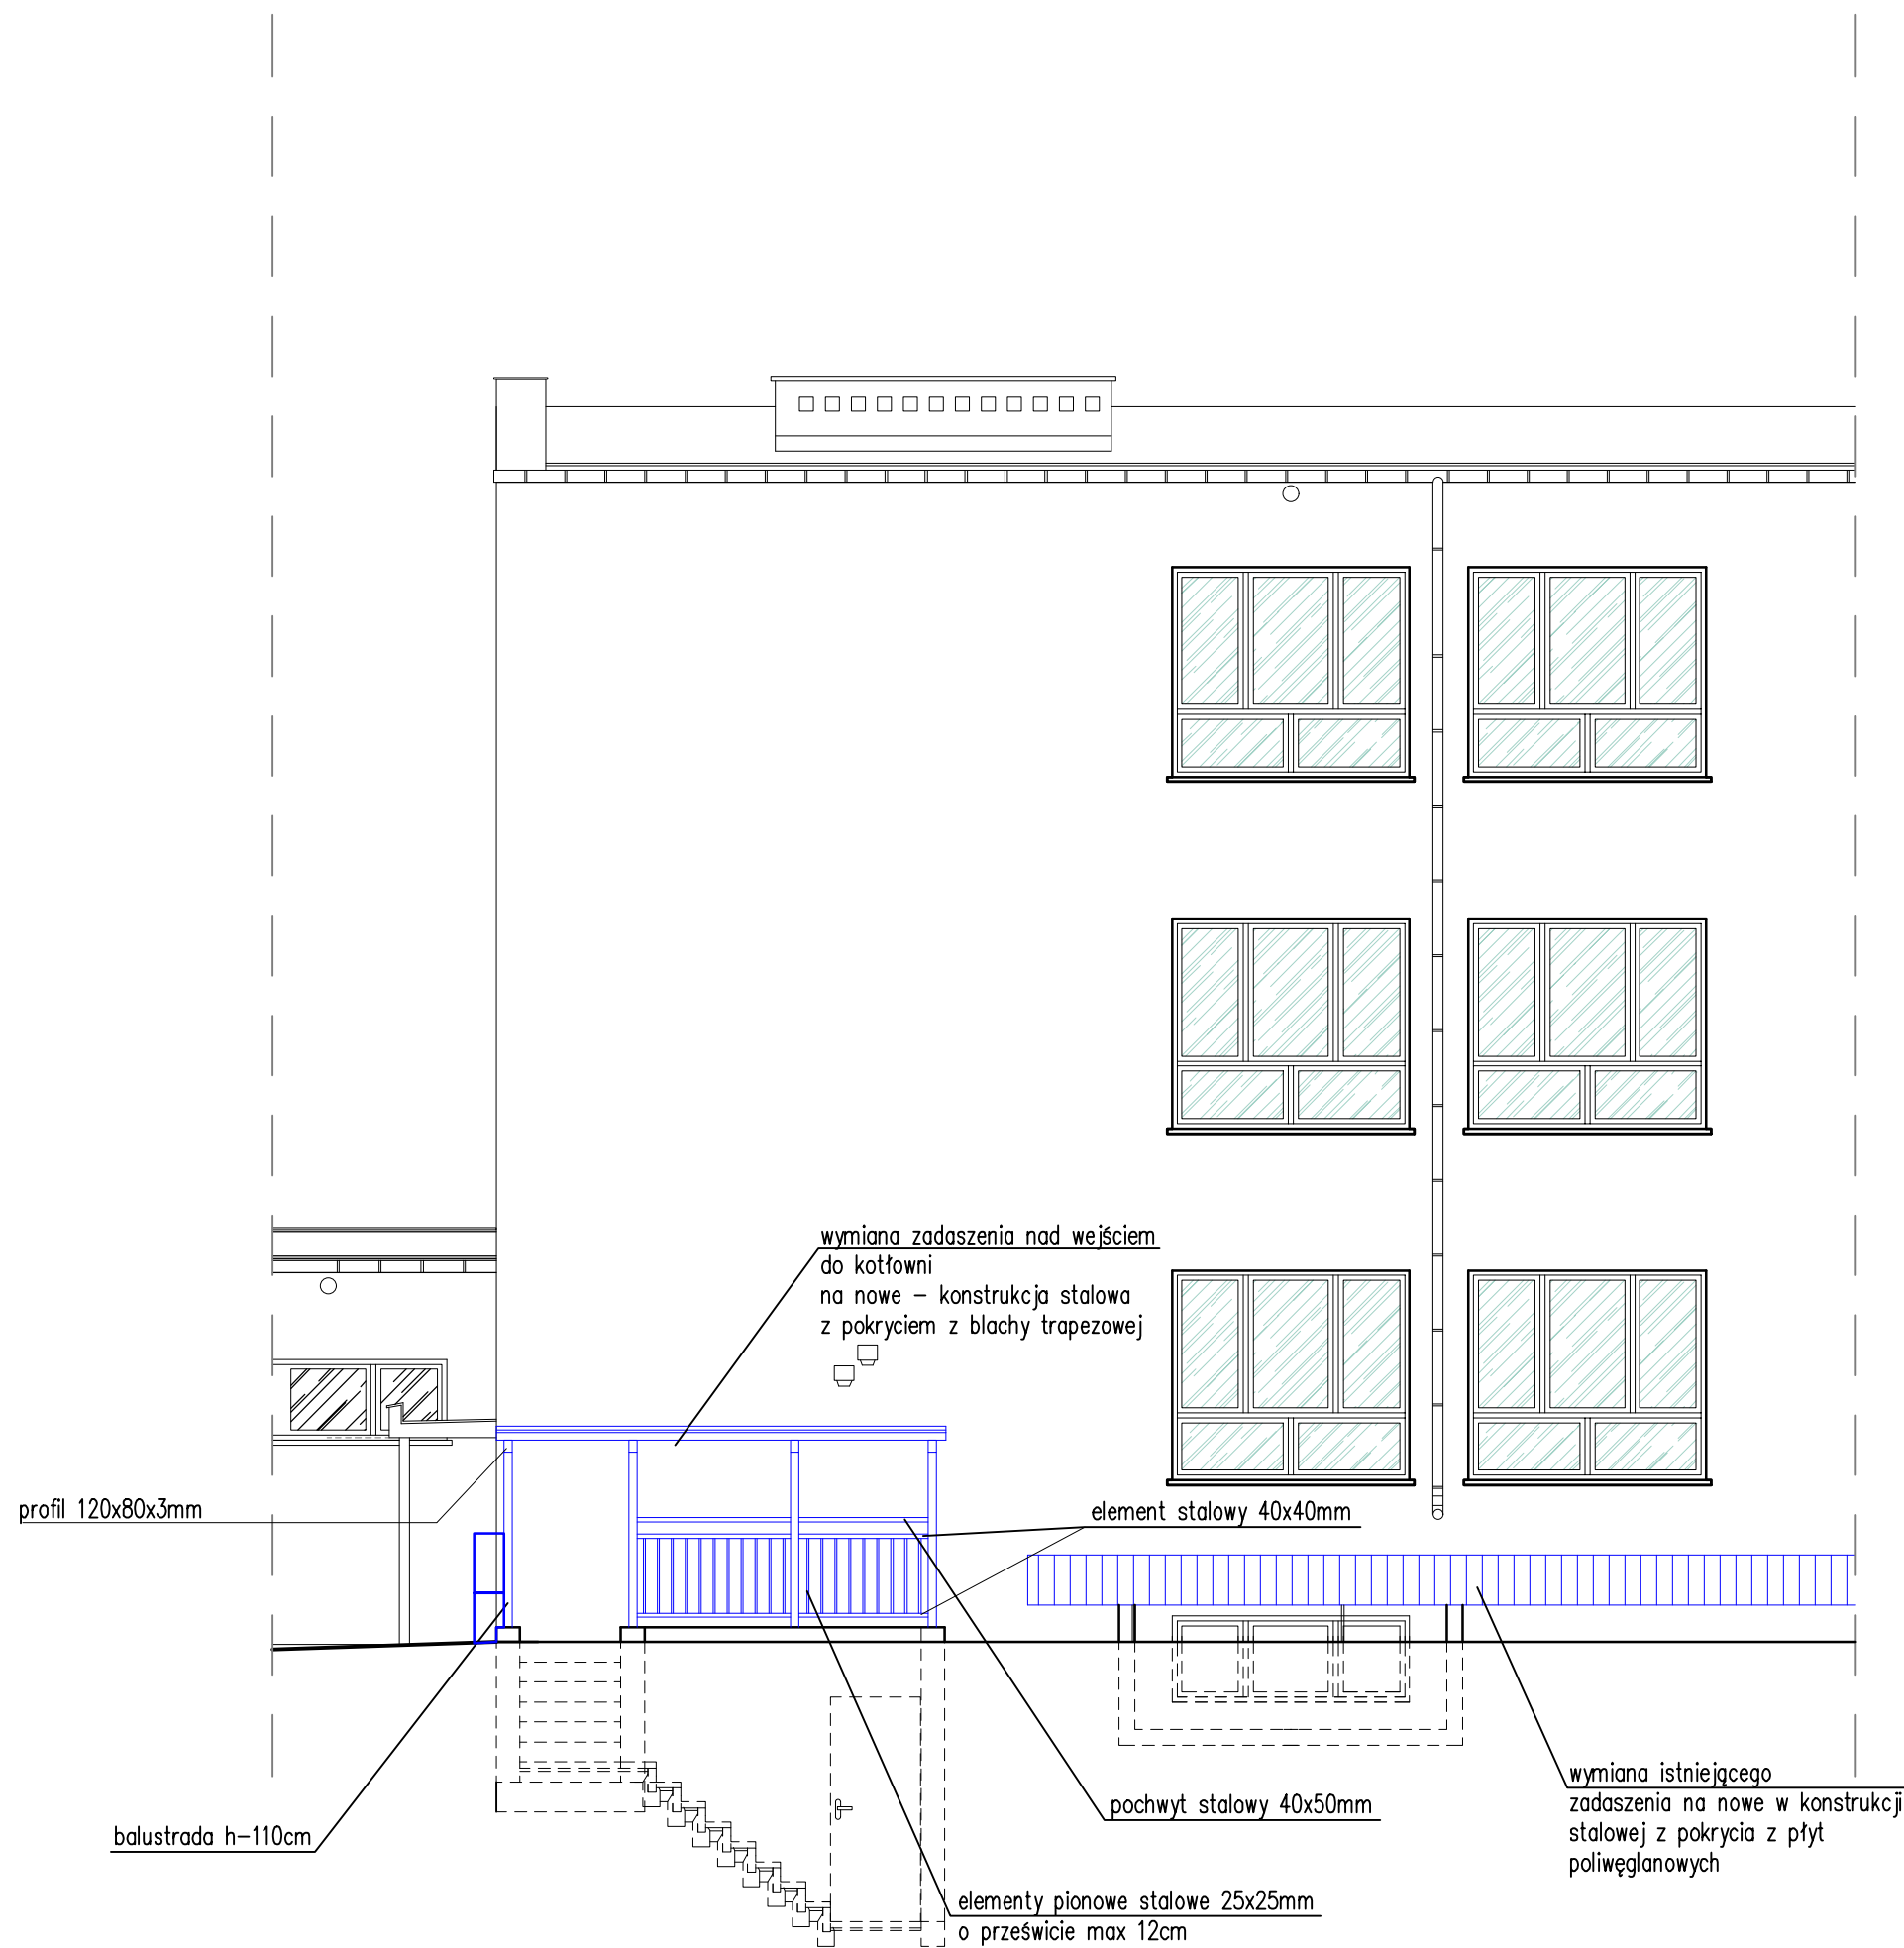 wymiana zadaszenia nad wejściem
do kotłowni
na nowe – konstrukcja stalowa
z pokryciem z blachy trapezowej
profil 120x80x3mm
element stalowy 40x40mm
wymiana istniejącego
zadaszenia na nowe w konstrukcji
stalowej z pokrycia z płyt
poliwęglanowych
pochwyt stalowy 40x50mm
balustrada h-110cm
elementy pionowe stalowe 25x25mm
o prześwicie max 12cm